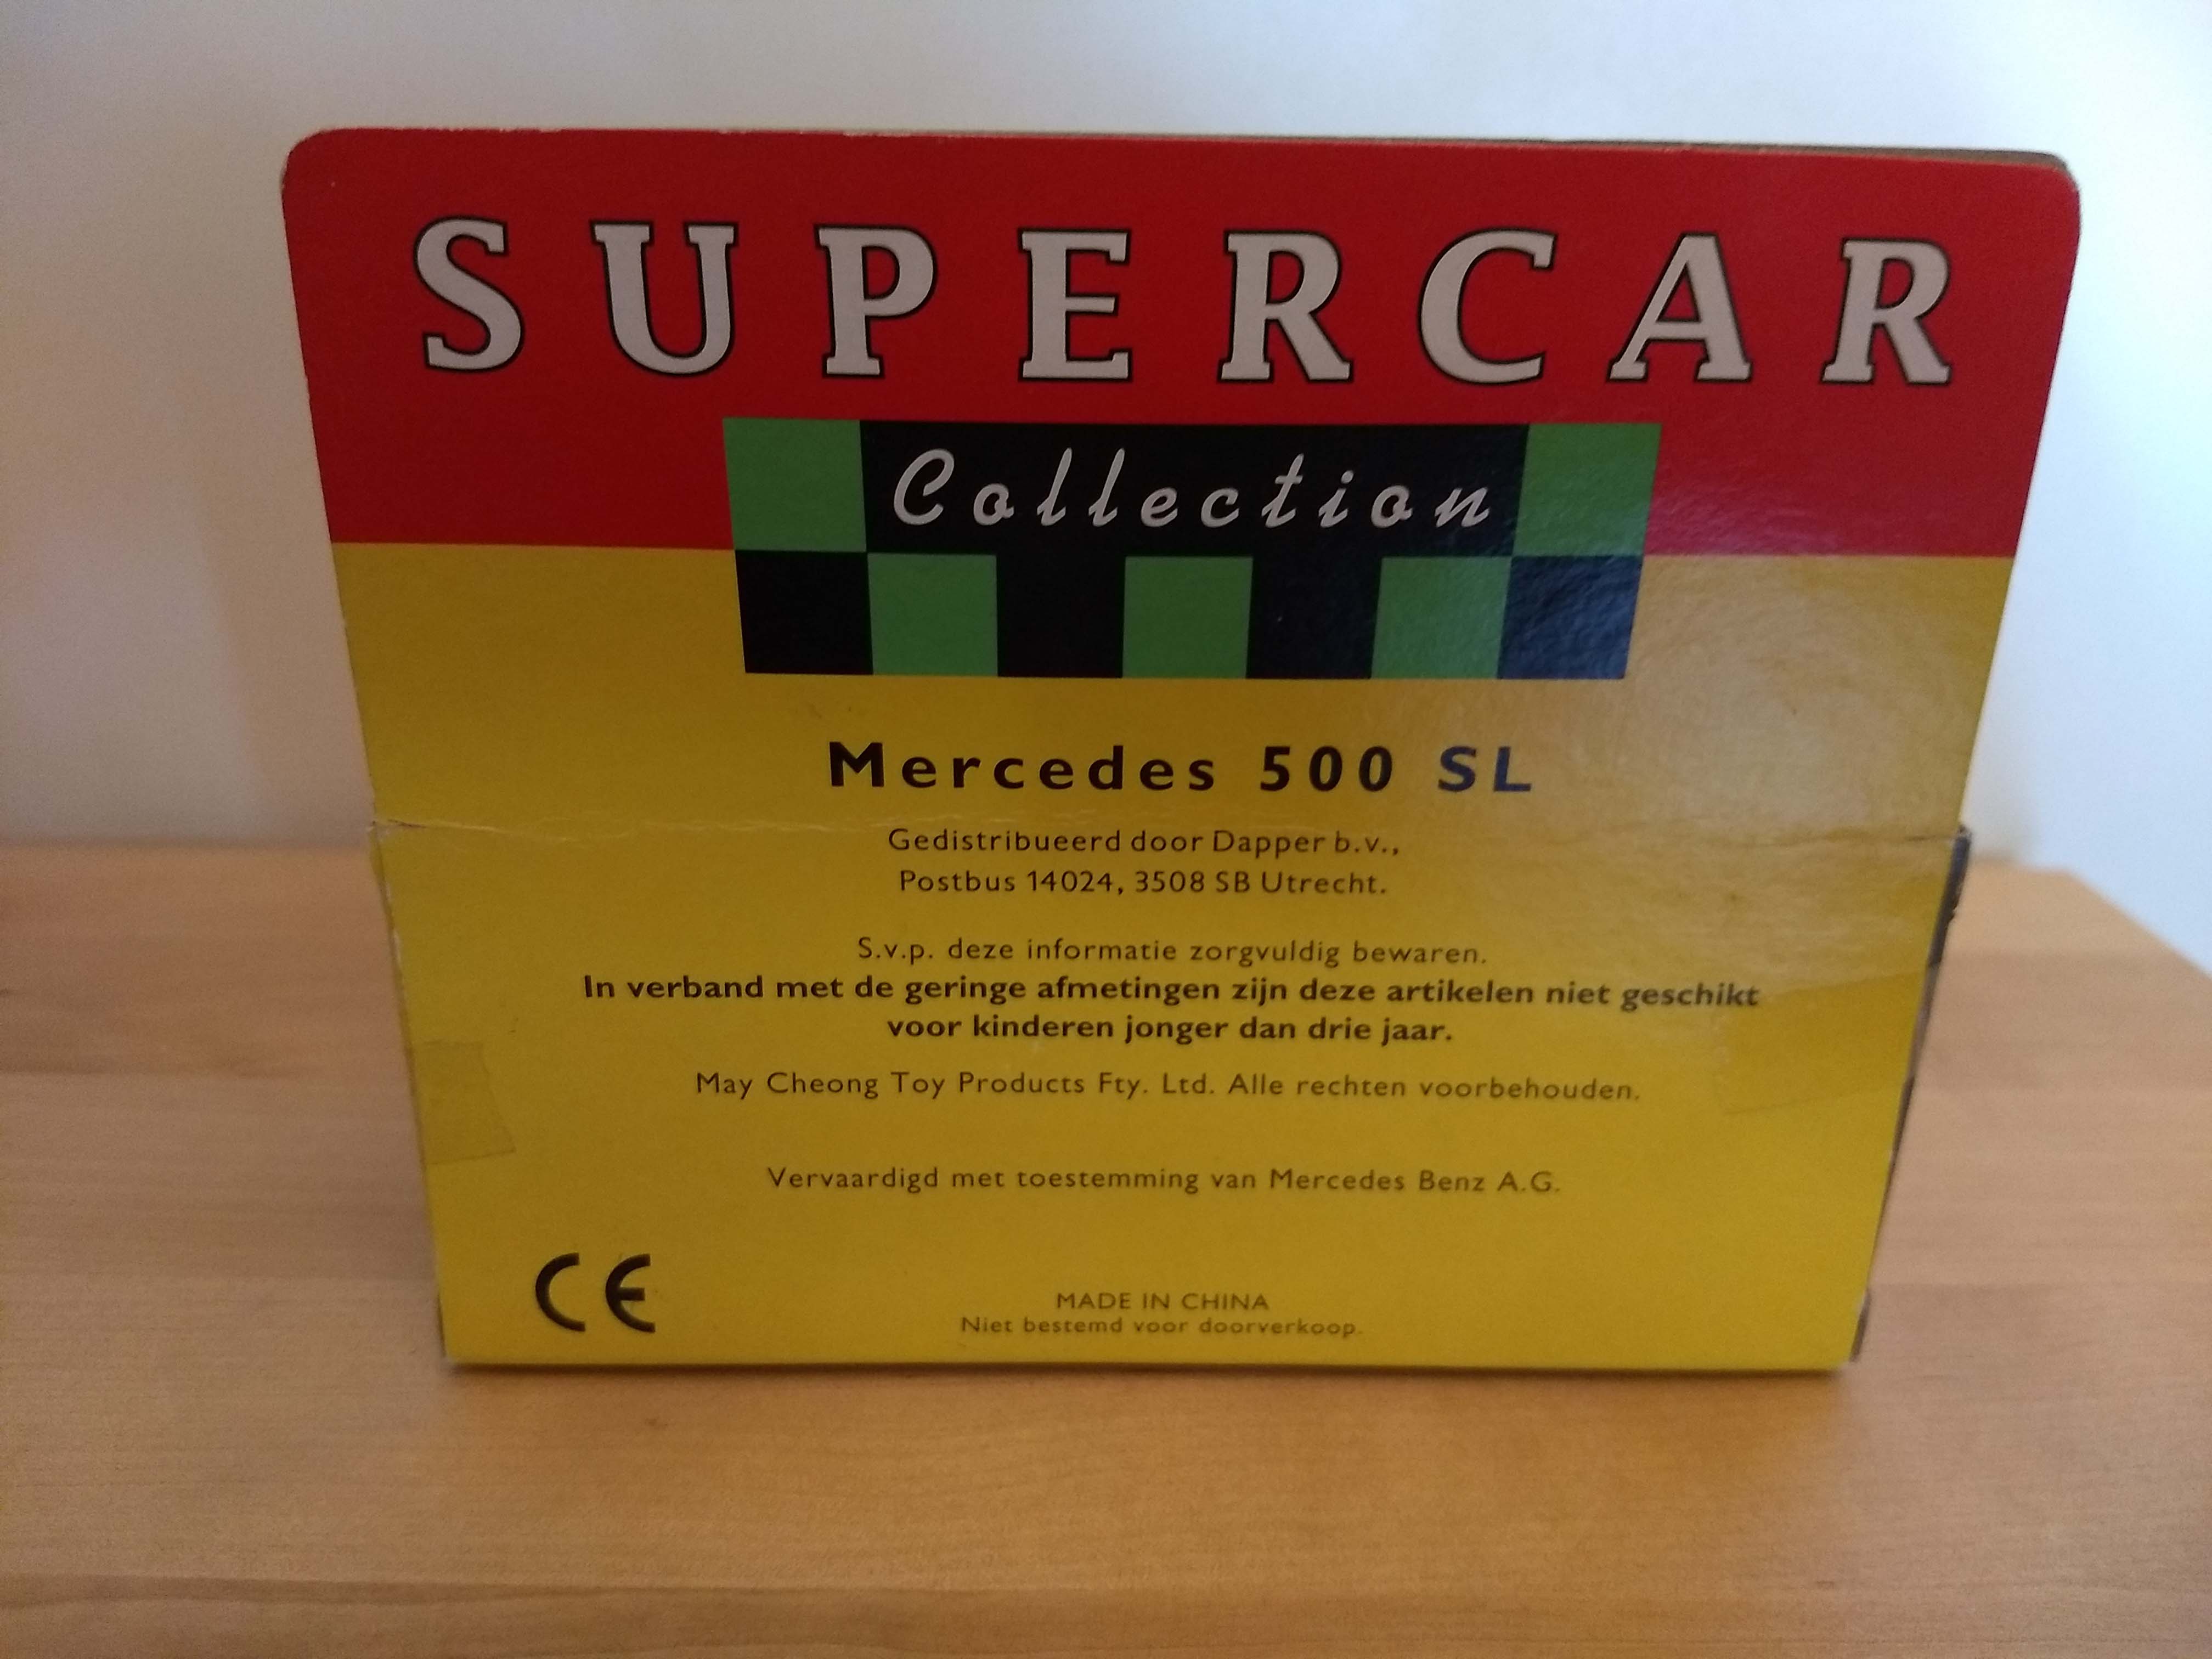 SUPERCAR
Collection
Mercedes 500 SL
Gedistribueerd door Dapper b.v.,
Postbus 14024, 3508 SB Utrecht.
S.v.p. deze informatie zorgvuldig bewaren.
In verband met de geringe afmetingen zijn deze artikelen niet geschikt
voor kinderen jonger dan drie jaar.
May Cheong Toy Products Fty. Ltd. Alle rechten voorbehouden.
Vervaardigd met toestemming van Mercedes Benz A.G.
CE
MADE IN CHINA
Niet bestemd voor doorverkoop.